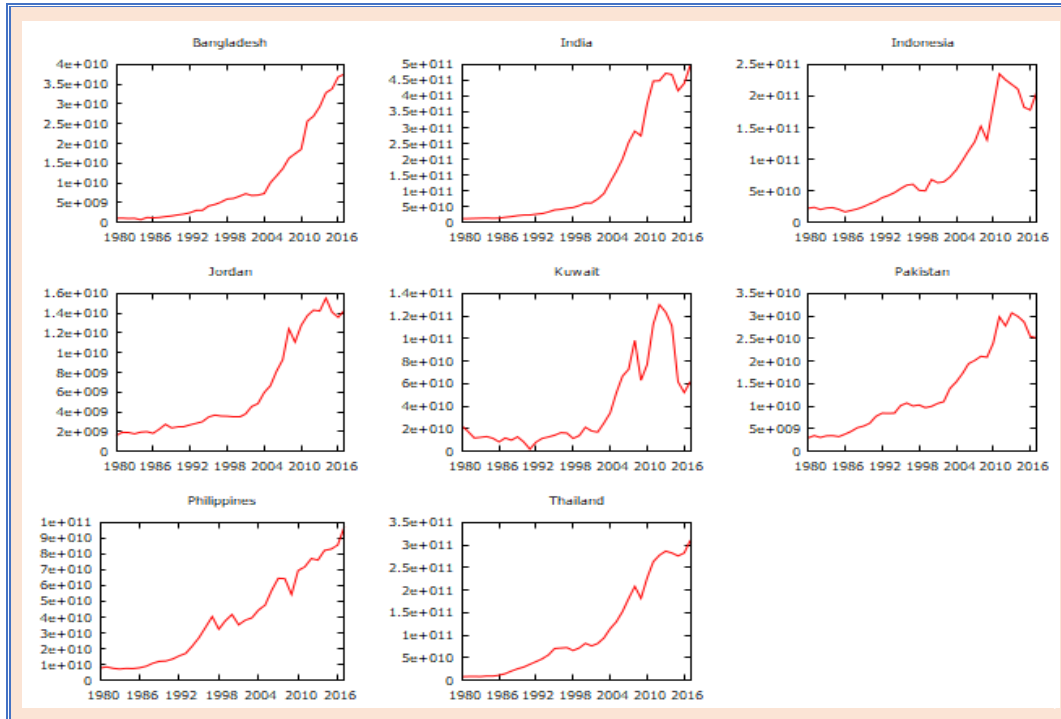 Bangladesh
4e+010
3.5e+010
3e+010
2.5e+010
2e+010
1.5e+010
1e+010
5e+009
0
1980 1986 1992 1998 2004 2010 2016
India
5e+011
4.5e+011
4e+011
3.5e+011
3e+011
2.5e+011
2e+011
1.5e+011
1e+011
5e+010
0
1980 1986 1992 1998 2004 2010 2016
Indonesia
2.5e+011
2e+011
1.5e+011
1e+011
5e+010
0
1980 1986 1992 1998 2004 2010 2016
Jordan
1.6e+010
1.4e+010
1.2e+010
1e+010
8e+009
6e+009
4e+009
2e+009
0
1980 1986 1992 1998 2004 2010 2016
Kuwait
1.4e+011
1.2e+011
1e+011
8e+010
6e+010
4e+010
2e+010
0
1980 1986 1992 1998 2004 2010 2016
Pakistan
3.5e+010
3e+010
2.5e+010
2e+010
1.5e+010
1e+010
5e+009
0
1980 1986 1992 1998 2004 2010 2016
Philippines
1e+011
9e+010
8e+010
7e+010
6e+010
5e+010
4e+010
3e+010
2e+010
1e+010
0
1980 1986 1992 1998 2004 2010 2016
Thailand
3.5e+011
3e+011
2.5e+011
2e+011
1.5e+011
1e+011
5e+010
0
1980 1986 1992 1998 2004 2010 2016